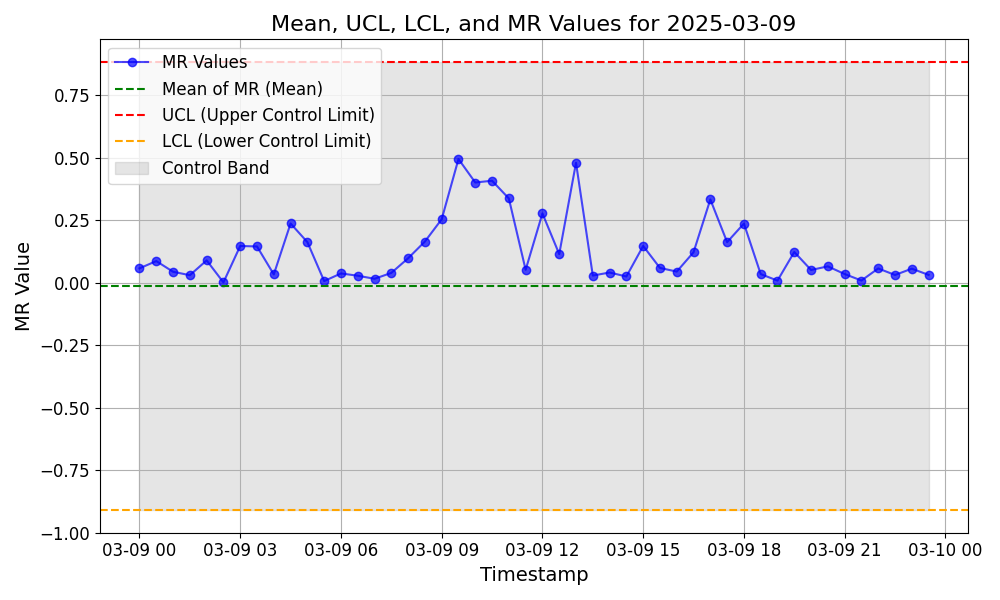 Mean, UCL, LCL, and MR Values for 2025-03-09
MR Values
Mean of MR (Mean)
UCL (Upper Control Limit)
LCL (Lower Control Limit)
Control Band
MR Value
0.75
0.50
0.25
0.00
−0.25
−0.50
−0.75
−1.00
03-09 00 03-09 03 03-09 06 03-09 09 03-09 12 03-09 15 03-09 18 03-09 21 03-10 00
Timestamp